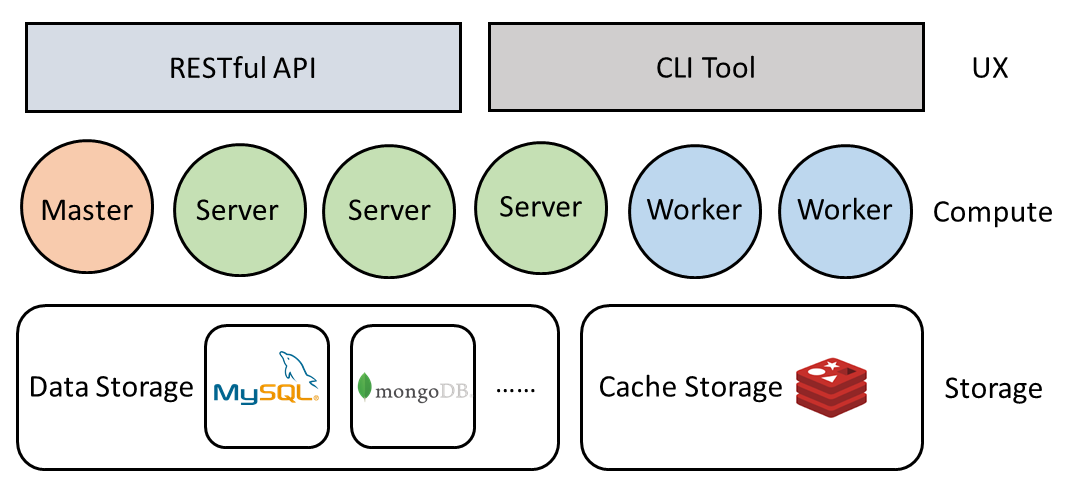 RESTful API
CLI Tool
UX
Master
Server
Server
Server
Worker
Worker
Compute
Data Storage
MySQL®
mongoDB.
......
Cache Storage
Storage